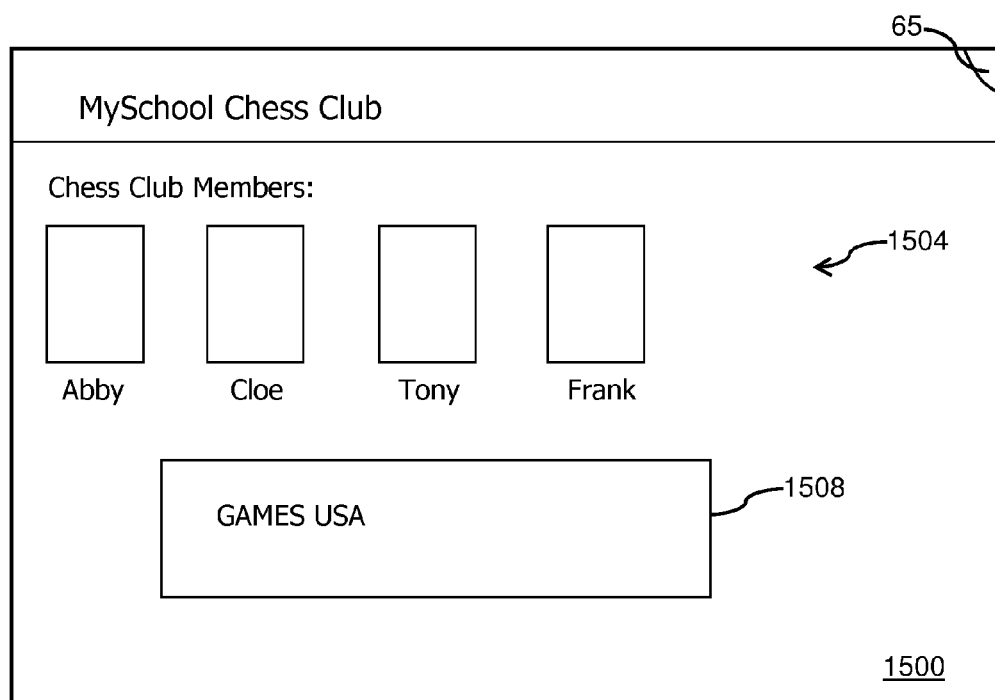 65
MySchool Chess Club
Chess Club Members:
1504
Abby Cloe Tony Frank
1508
GAMES USA
1500